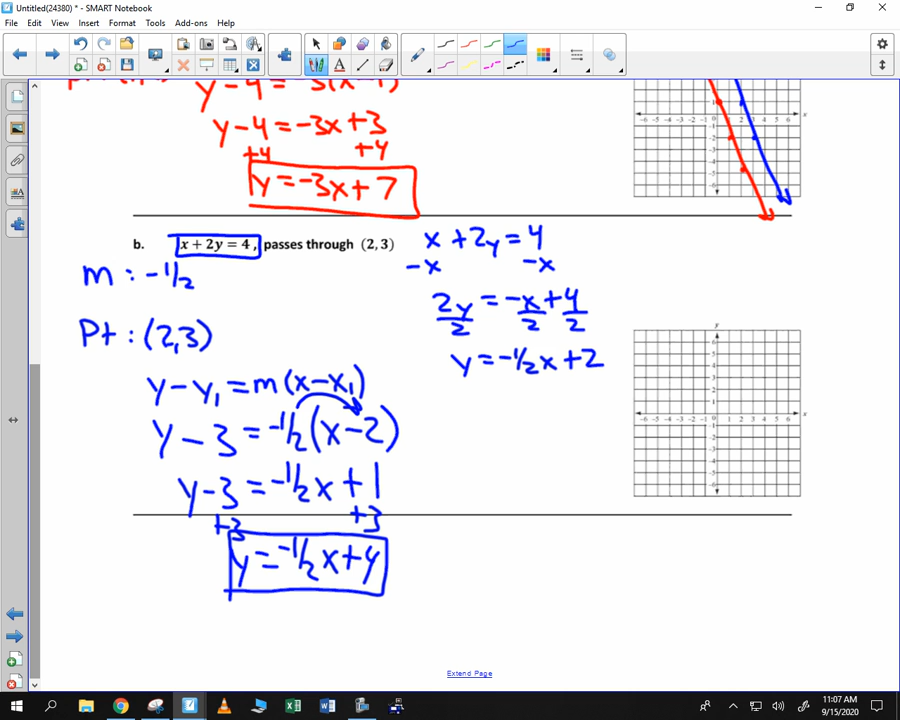 Untitled(24380) * - SMART Notebook
File Edit View Insert Format Tools Add-ons Help
y - 4 = -3(x - 1)
y - 4 = -3x + 3
+4 +4
y = -3x + 7
b. x + 2y = 4 , passes through (2, 3)
x + 2y = 4
-x -x
m : -1/2
2y = -x + 4
2 2 2
Pt : (2,3)
y = -1/2x + 2
y - y1 = m(x - x1)
y - 3 = -1/2(x - 2)
y - 3 = -1/2x + 1
+3 +3
y = -1/2x + 4
Extend Page
11:07 AM
9/15/2020